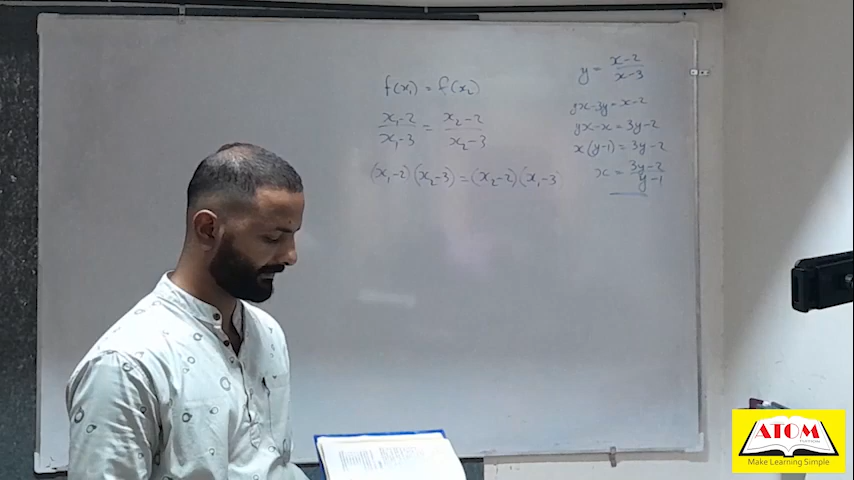 f(x₁) = f(x₂)
x₁-2/x₁-3 = x₂-2/x₂-3
(x₁-2)(x₂-3) = (x₂-2)(x₁-3)
y = x-2/x-3
yx-3y = x-2
yx-x = 3y-2
x(y-1) = 3y-2
x = 3y-2/y-1
ATOM
Make Learning Simple